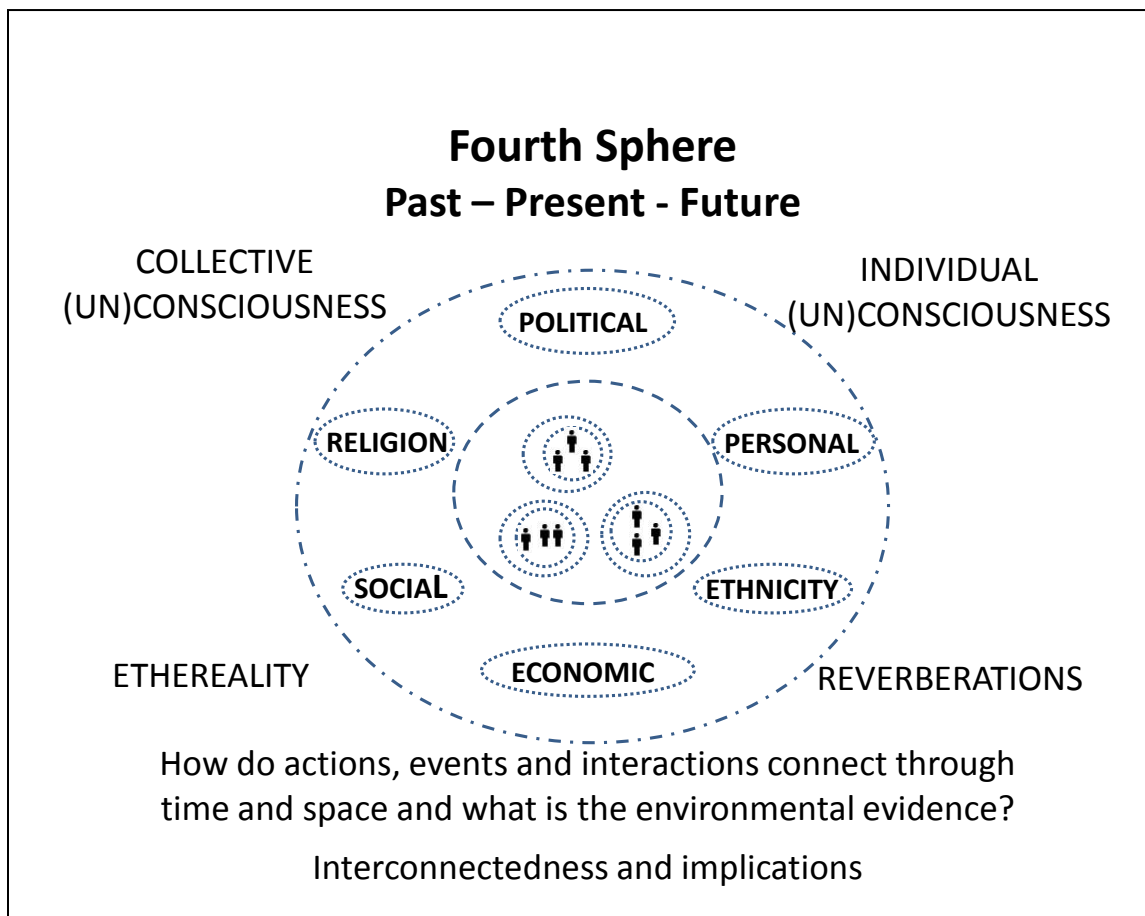 Fourth Sphere
Past – Present - Future
COLLECTIVE
(UN)CONSCIOUSNESS
INDIVIDUAL
(UN)CONSCIOUSNESS
POLITICAL
RELIGION
PERSONAL
SOCIAL
ETHNICITY
ECONOMIC
ETHEREALITY
REVERBERATIONS
How do actions, events and interactions connect through
time and space and what is the environmental evidence?
Interconnectedness and implications